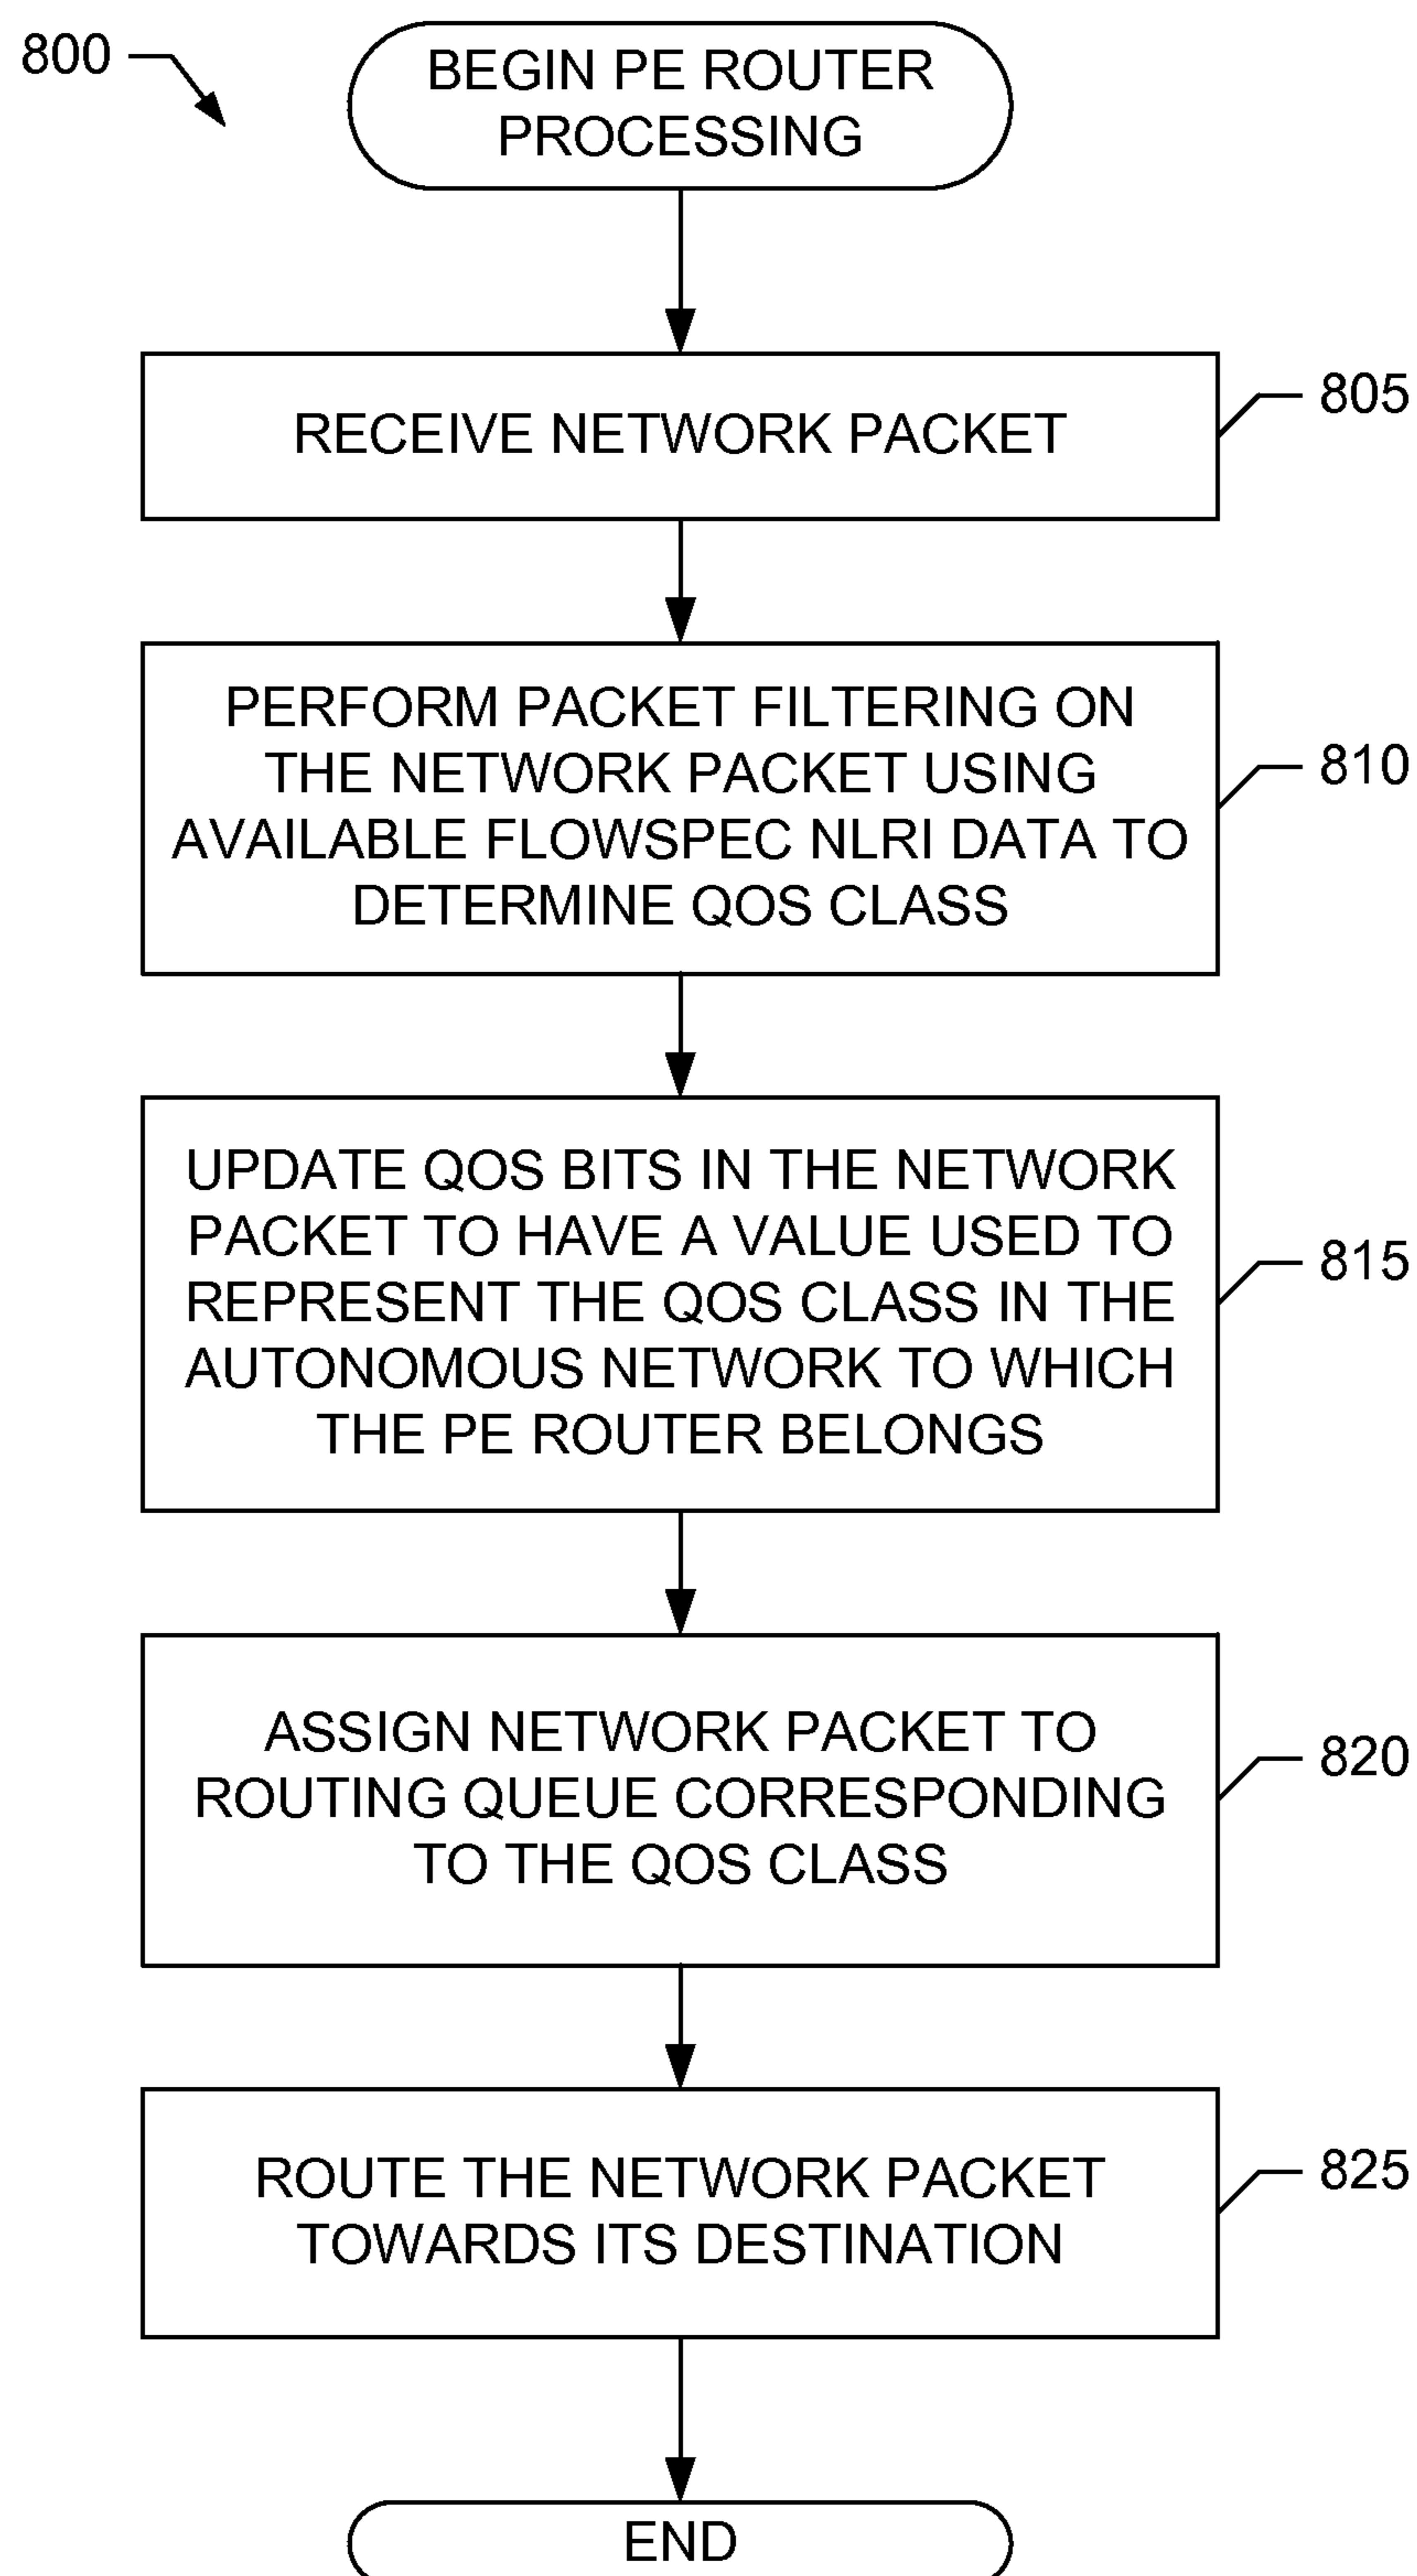 800
BEGIN PE ROUTER
PROCESSING
RECEIVE NETWORK PACKET
805
PERFORM PACKET FILTERING ON
THE NETWORK PACKET USING
AVAILABLE FLOWSPEC NLRI DATA TO
DETERMINE QOS CLASS
810
UPDATE QOS BITS IN THE NETWORK
PACKET TO HAVE A VALUE USED TO
REPRESENT THE QOS CLASS IN THE
AUTONOMOUS NETWORK TO WHICH
THE PE ROUTER BELONGS
815
ASSIGN NETWORK PACKET TO
ROUTING QUEUE CORRESPONDING
TO THE QOS CLASS
820
ROUTE THE NETWORK PACKET
TOWARDS ITS DESTINATION
825
END